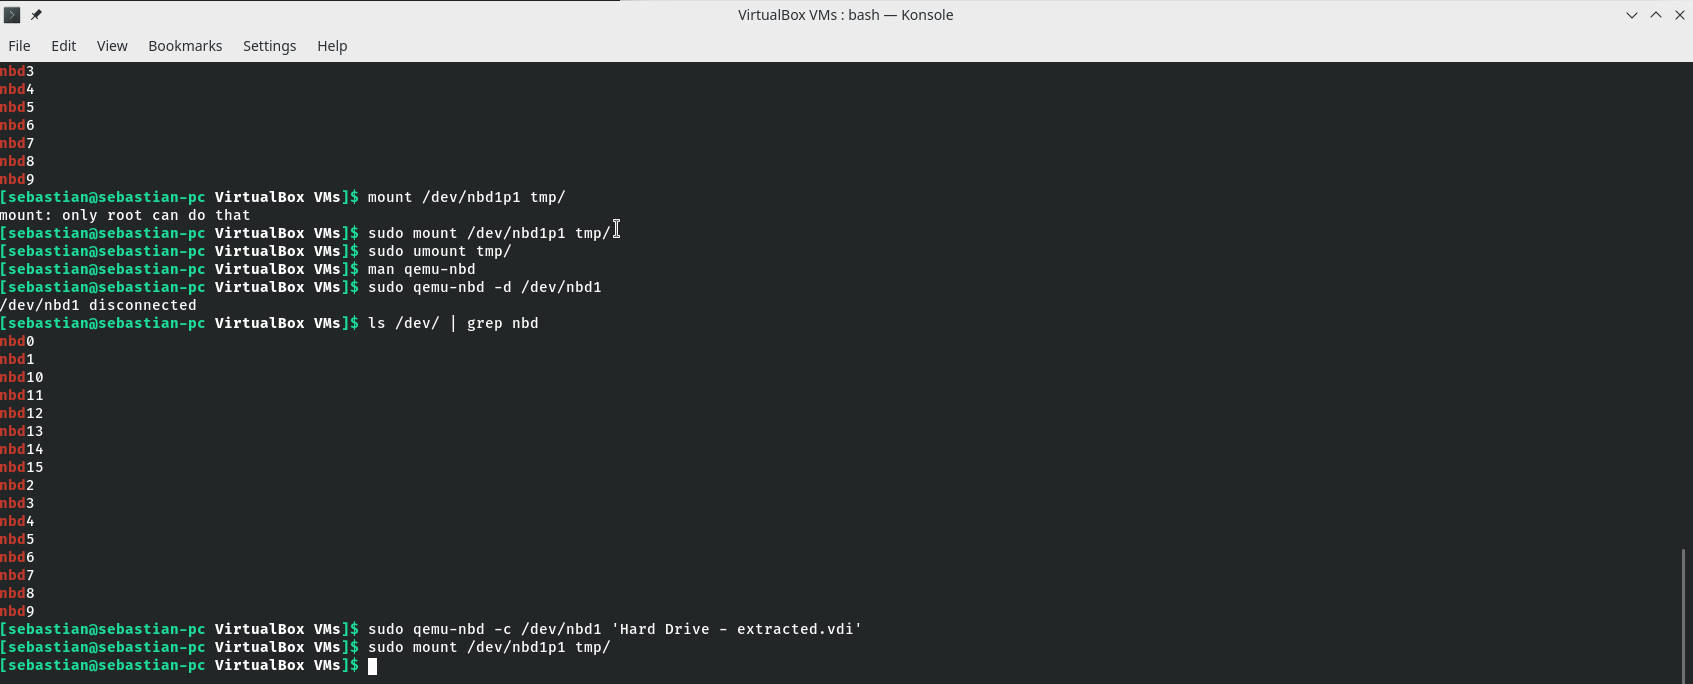 VirtualBox VMs : bash — Konsole
File Edit View Bookmarks Settings Help
nbd3
nbd4
nbd5
nbd6
nbd7
nbd8
nbd9
[sebastian@sebastian-pc VirtualBox VMs]$ mount /dev/nbd1p1 tmp/
mount: only root can do that
[sebastian@sebastian-pc VirtualBox VMs]$ sudo mount /dev/nbd1p1 tmp/
[sebastian@sebastian-pc VirtualBox VMs]$ sudo umount tmp/
[sebastian@sebastian-pc VirtualBox VMs]$ man qemu-nbd
[sebastian@sebastian-pc VirtualBox VMs]$ sudo qemu-nbd -d /dev/nbd1
/dev/nbd1 disconnected
[sebastian@sebastian-pc VirtualBox VMs]$ ls /dev/ | grep nbd
nbd0
nbd1
nbd10
nbd11
nbd12
nbd13
nbd14
nbd15
nbd2
nbd3
nbd4
nbd5
nbd6
nbd7
nbd8
nbd9
[sebastian@sebastian-pc VirtualBox VMs]$ sudo qemu-nbd -c /dev/nbd1 'Hard Drive - extracted.vdi'
[sebastian@sebastian-pc VirtualBox VMs]$ sudo mount /dev/nbd1p1 tmp/
[sebastian@sebastian-pc VirtualBox VMs]$